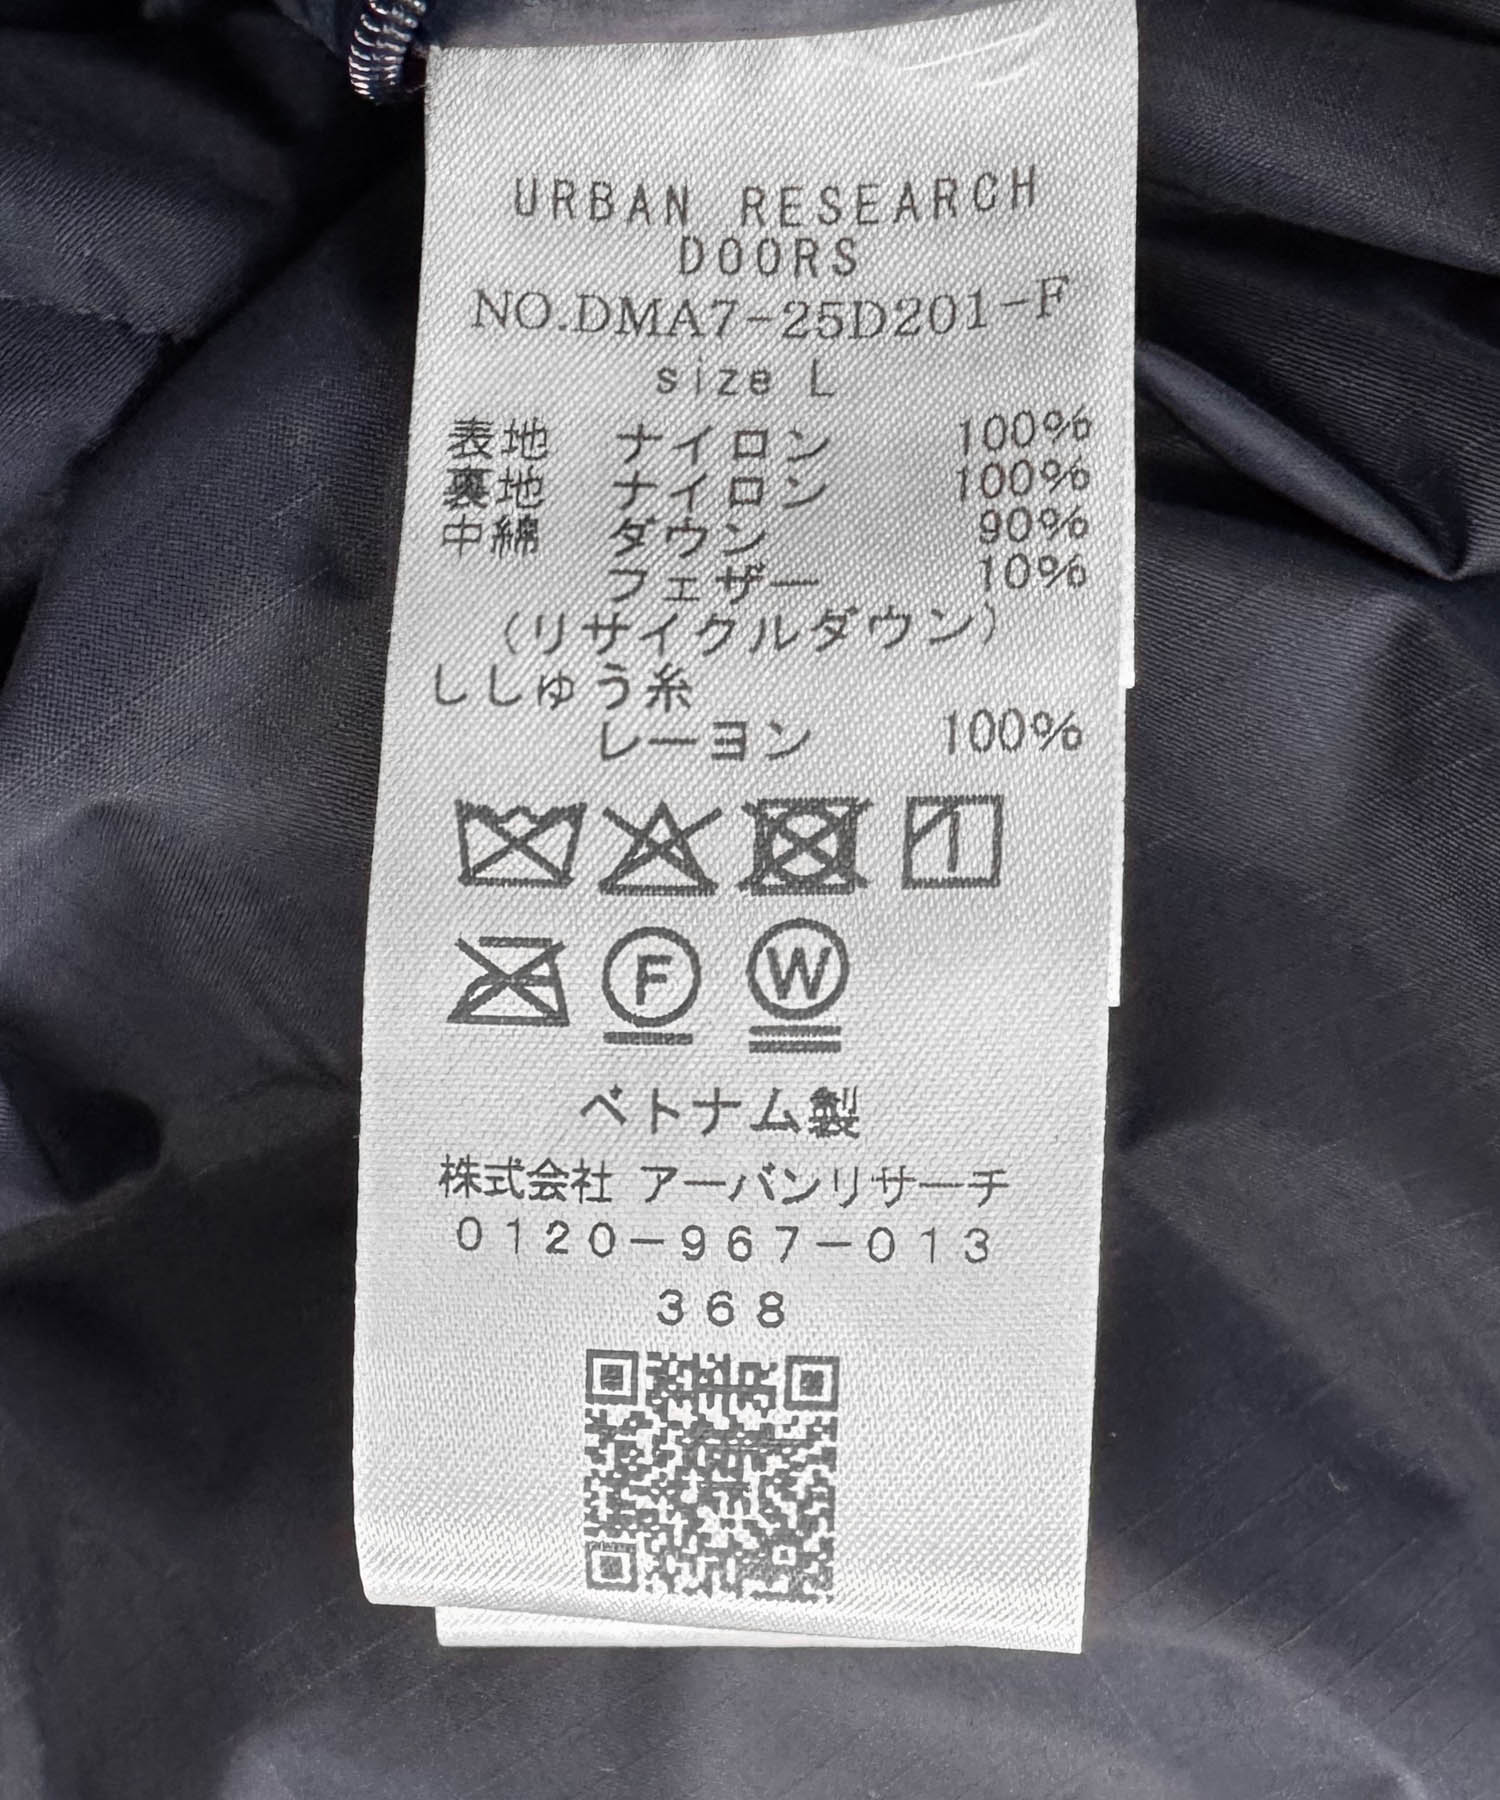 URBAN RESEARCH
DOORS
NO.DMA7-25D201-F
size L
表地 ナイロン 100%
裏地 ナイロン 100%
中綿 ダウン 90%
フェザー 10%
(リサイクルダウン)
ししゅう糸
レーヨン 100%
F W
ベトナム製
株式会社 アーバンリサーチ
0120-967-013
368